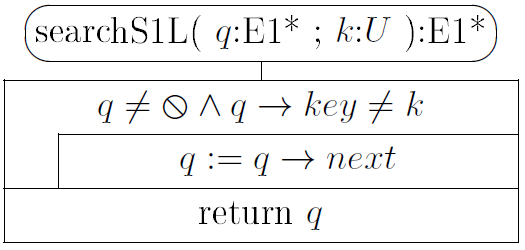 searchS1L( q:E1* ; k:U ):E1*
q ≠ ⦸ ∧ q → key ≠ k
q := q → next
return q